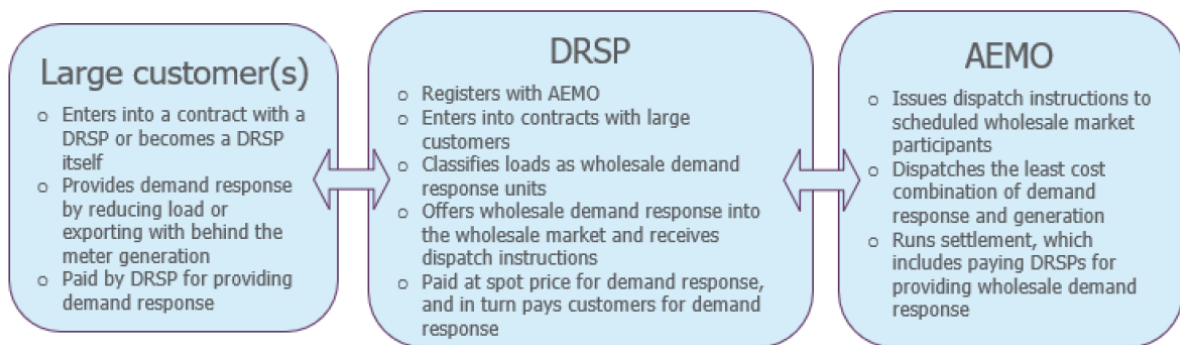 Large customer(s)
○ Enters into a contract with a
DRSP or becomes a DRSP
itself
○ Provides demand response
by reducing load or
exporting with behind the
meter generation
○ Paid by DRSP for providing
demand response
DRSP
○ Registers with AEMO
○ Enters into contracts with large
customers
○ Classifies loads as wholesale demand
response units
○ Offers wholesale demand response into
the wholesale market and receives
dispatch instructions
○ Paid at spot price for demand response,
and in turn pays customers for demand
response
AEMO
○ Issues dispatch instructions to
scheduled wholesale market
participants
○ Dispatches the least cost
combination of demand
response and generation
○ Runs settlement, which
includes paying DRSPs for
providing wholesale demand
response